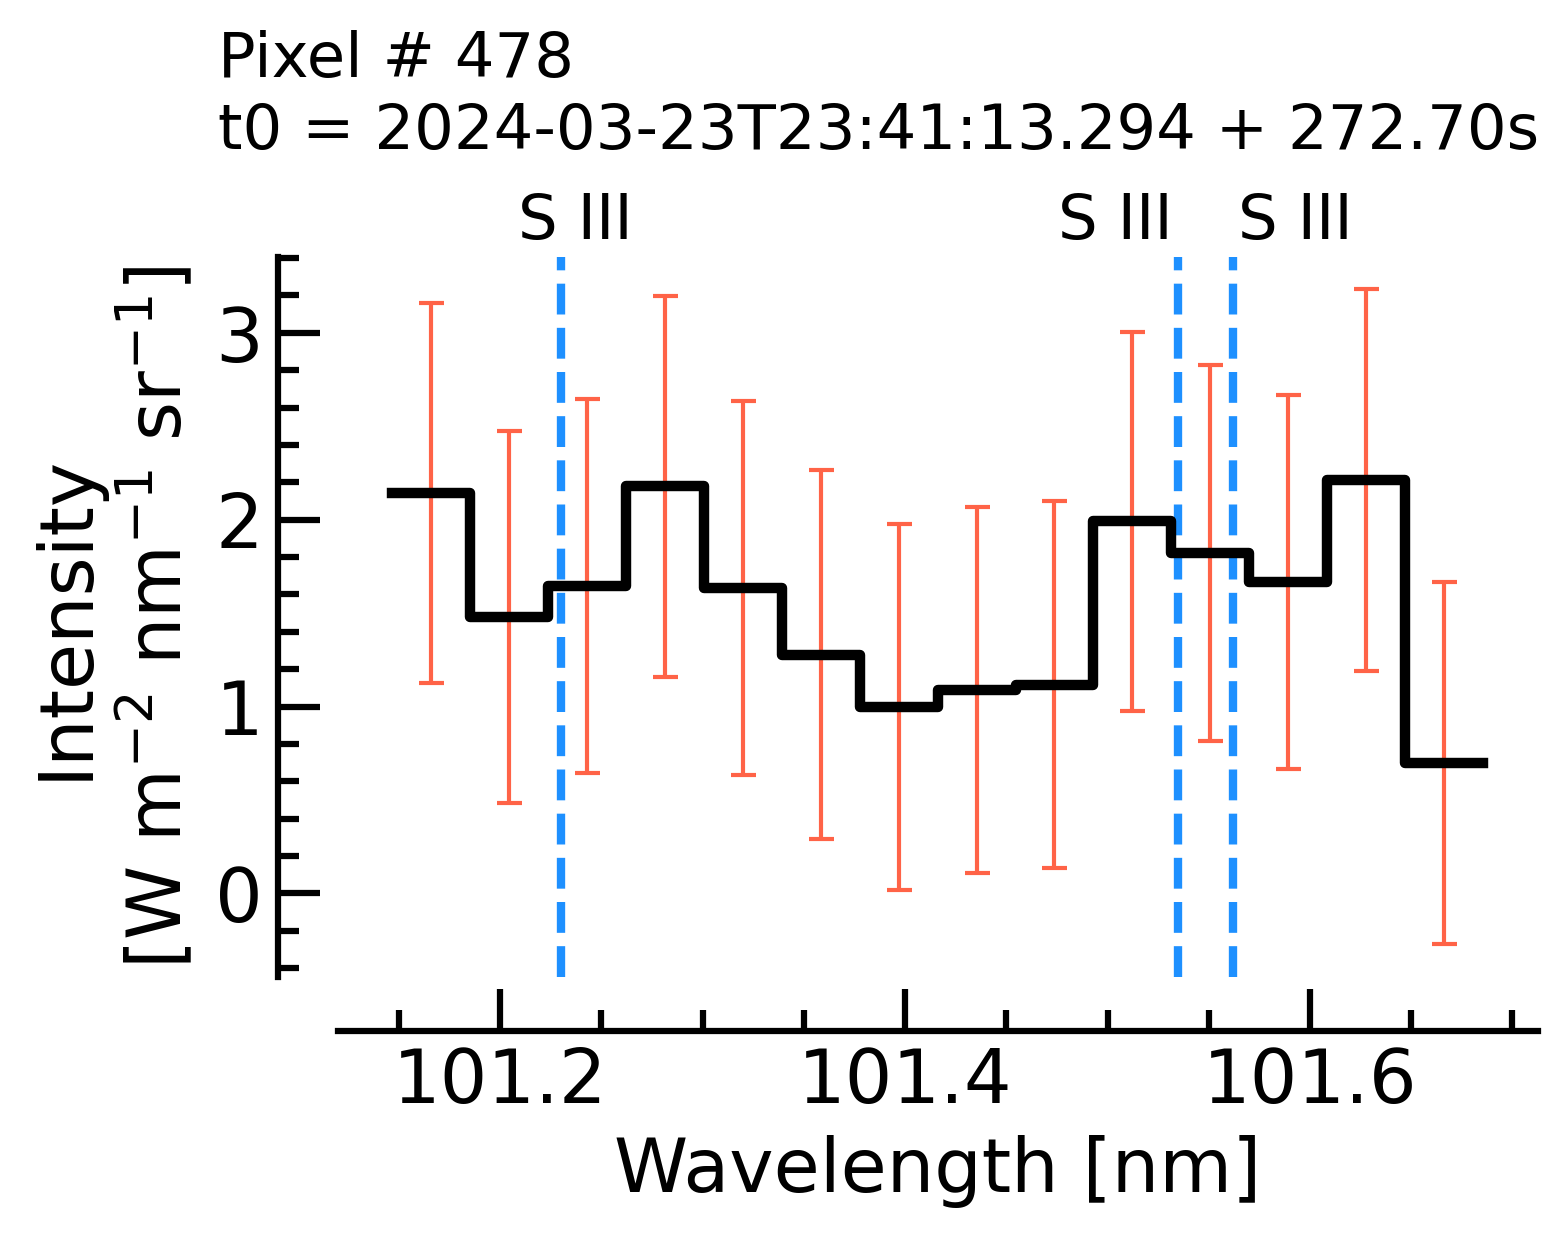 Pixel # 478
t0 = 2024-03-23T23:41:13.294 + 272.70s
S III S III S III
Intensity
[W m⁻² nm⁻¹ sr⁻¹]
3
2
1
0
101.2 101.4 101.6
Wavelength [nm]